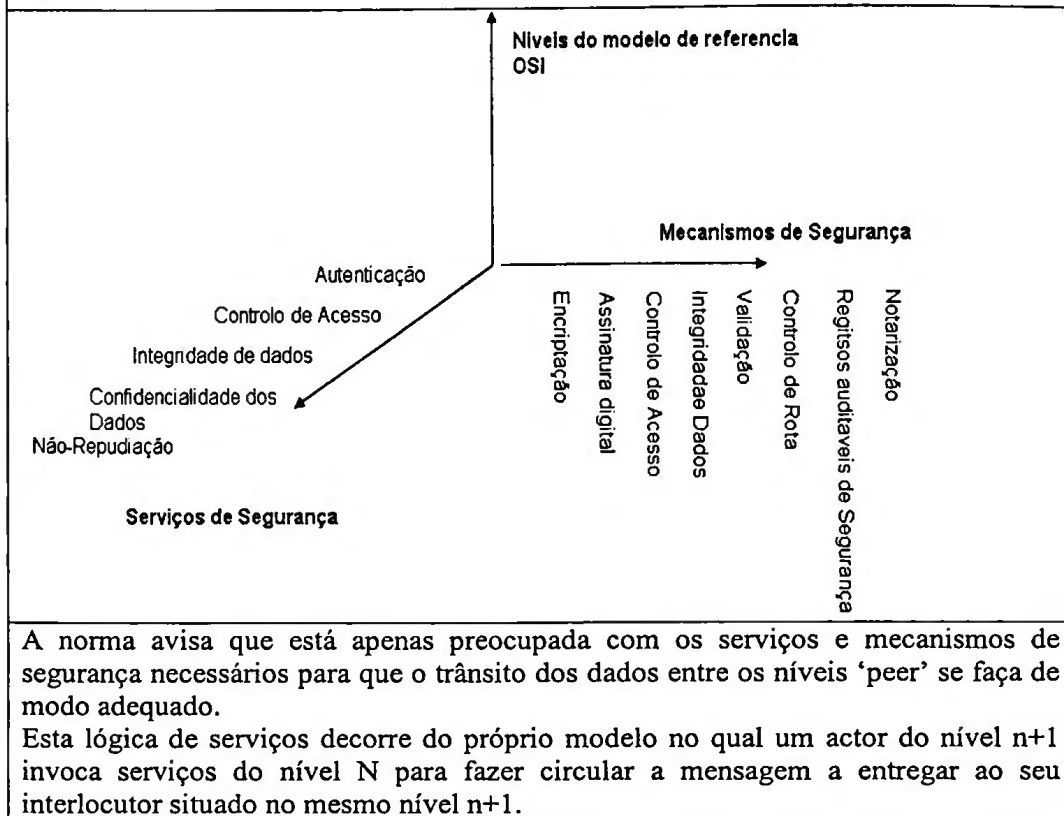 Niveis do modelo de referencia
OSI
Mecanismos de Segurança
Autenticação
Controlo de Acesso
Integridade de dados
Confidencialidade dos
Dados
Não-Repudiação
Serviços de Segurança
Encriptação
Assinatura digital
Controlo de Acesso
Integridadae Dados
Validação
Controlo de Rota
Regitsos auditaveis de Segurança
Notarização
A norma avisa que está apenas preocupada com os serviços e mecanismos de
segurança necessários para que o trânsito dos dados entre os níveis ‘peer’ se faça de
modo adequado.
Esta lógica de serviços decorre do próprio modelo no qual um actor do nível n+1
invoca serviços do nível N para fazer circular a mensagem a entregar ao seu
interlocutor situado no mesmo nível n+1.